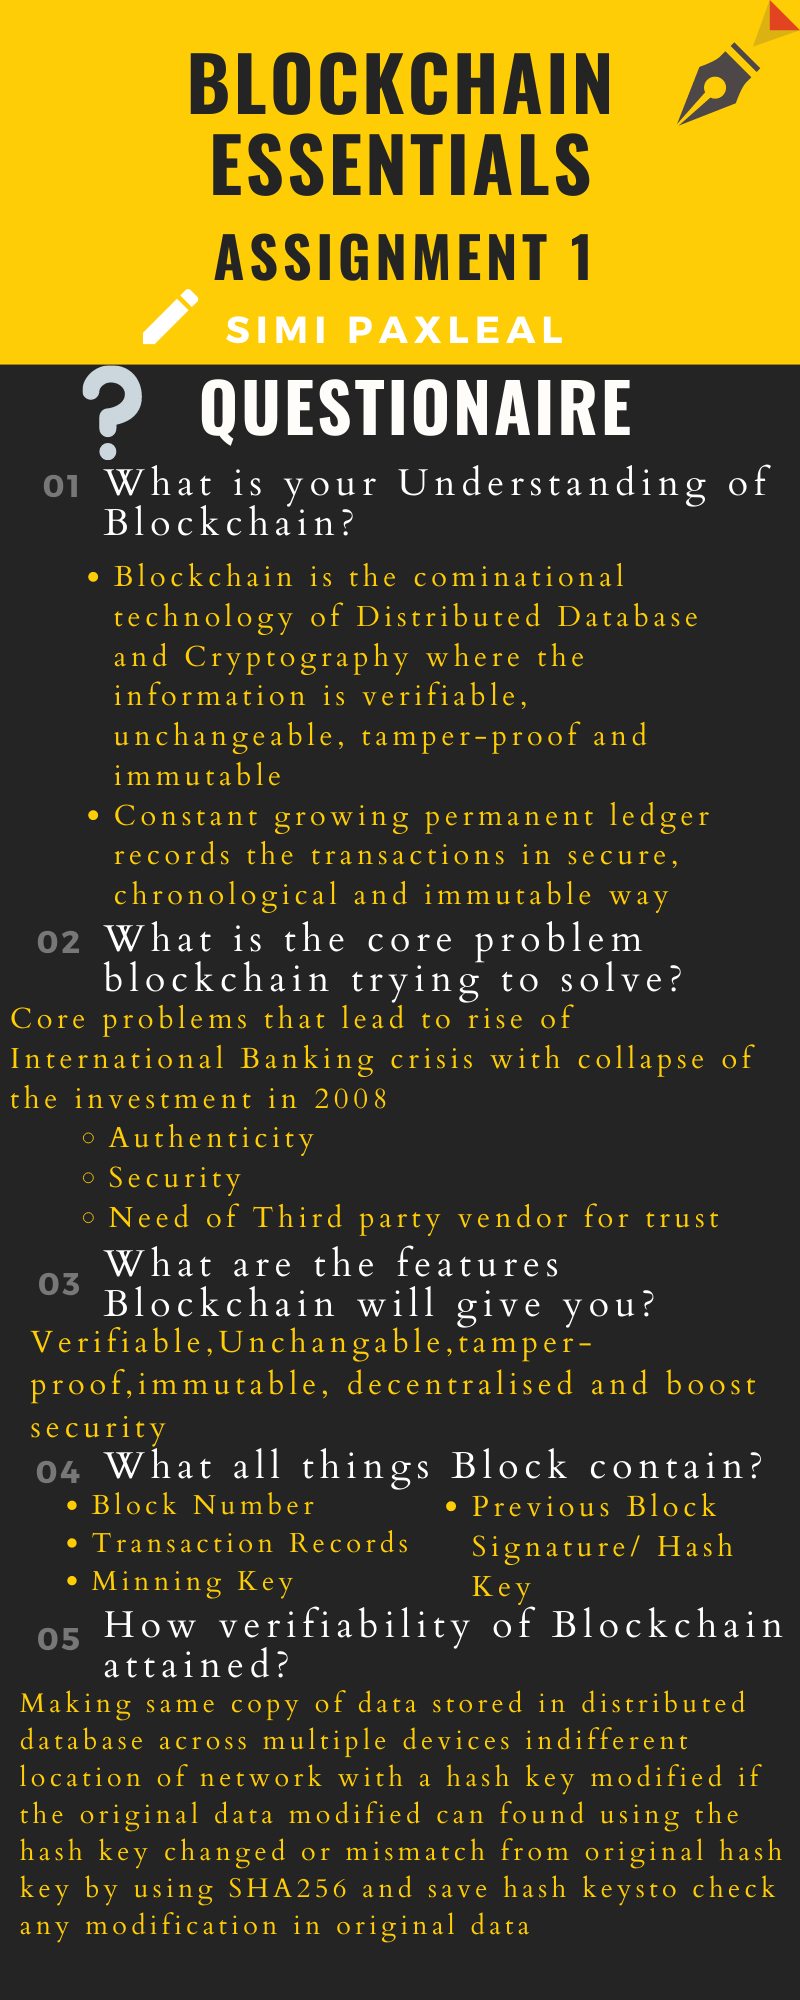 BLOCKCHAIN
ESSENTIALS
ASSIGNMENT 1
SIMI PAXLEAL
QUESTIONAIRE
01 What is your Understanding of
Blockchain?
• Blockchain is the cominational
technology of Distributed Database
and Cryptography where the
information is verifiable,
unchangeable, tamper-proof and
immutable
• Constant growing permanent ledger
records the transactions in secure,
chronological and immutable way
02 What is the core problem
blockchain trying to solve?
Core problems that lead to rise of
International Banking crisis with collapse of
the investment in 2008
○ Authenticity
○ Security
○ Need of Third party vendor for trust
03 What are the features
Blockchain will give you?
Verifiable,Unchangable,tamper-
proof,immutable, decentralised and boost
security
04 What all things Block contain?
• Block Number
• Transaction Records
• Minning Key
• Previous Block
Signature/ Hash
Key
05 How verifiability of Blockchain
attained?
Making same copy of data stored in distributed
database across multiple devices indifferent
location of network with a hash key modified if
the original data modified can found using the
hash key changed or mismatch from original hash
key by using SHA256 and save hash keysto check
any modification in original data